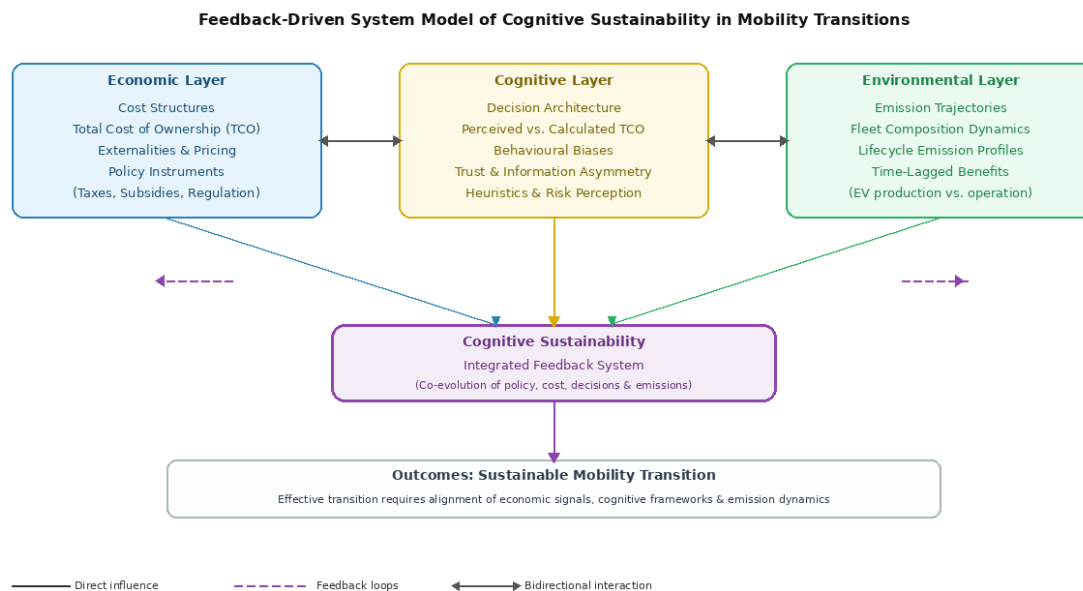 Feedback-Driven System Model of Cognitive Sustainability in Mobility Transitions
Economic Layer
Cost Structures
Total Cost of Ownership (TCO)
Externalities & Pricing
Policy Instruments
(Taxes, Subsidies, Regulation)
Cognitive Layer
Decision Architecture
Perceived vs. Calculated TCO
Behavioural Biases
Trust & Information Asymmetry
Heuristics & Risk Perception
Environmental Layer
Emission Trajectories
Fleet Composition Dynamics
Lifecycle Emission Profiles
Time-Lagged Benefits
(EV production vs. operation)
Cognitive Sustainability
Integrated Feedback System
(Co-evolution of policy, cost, decisions & emissions)
Outcomes: Sustainable Mobility Transition
Effective transition requires alignment of economic signals, cognitive frameworks & emission dynamics
Direct influence
Feedback loops
Bidirectional interaction